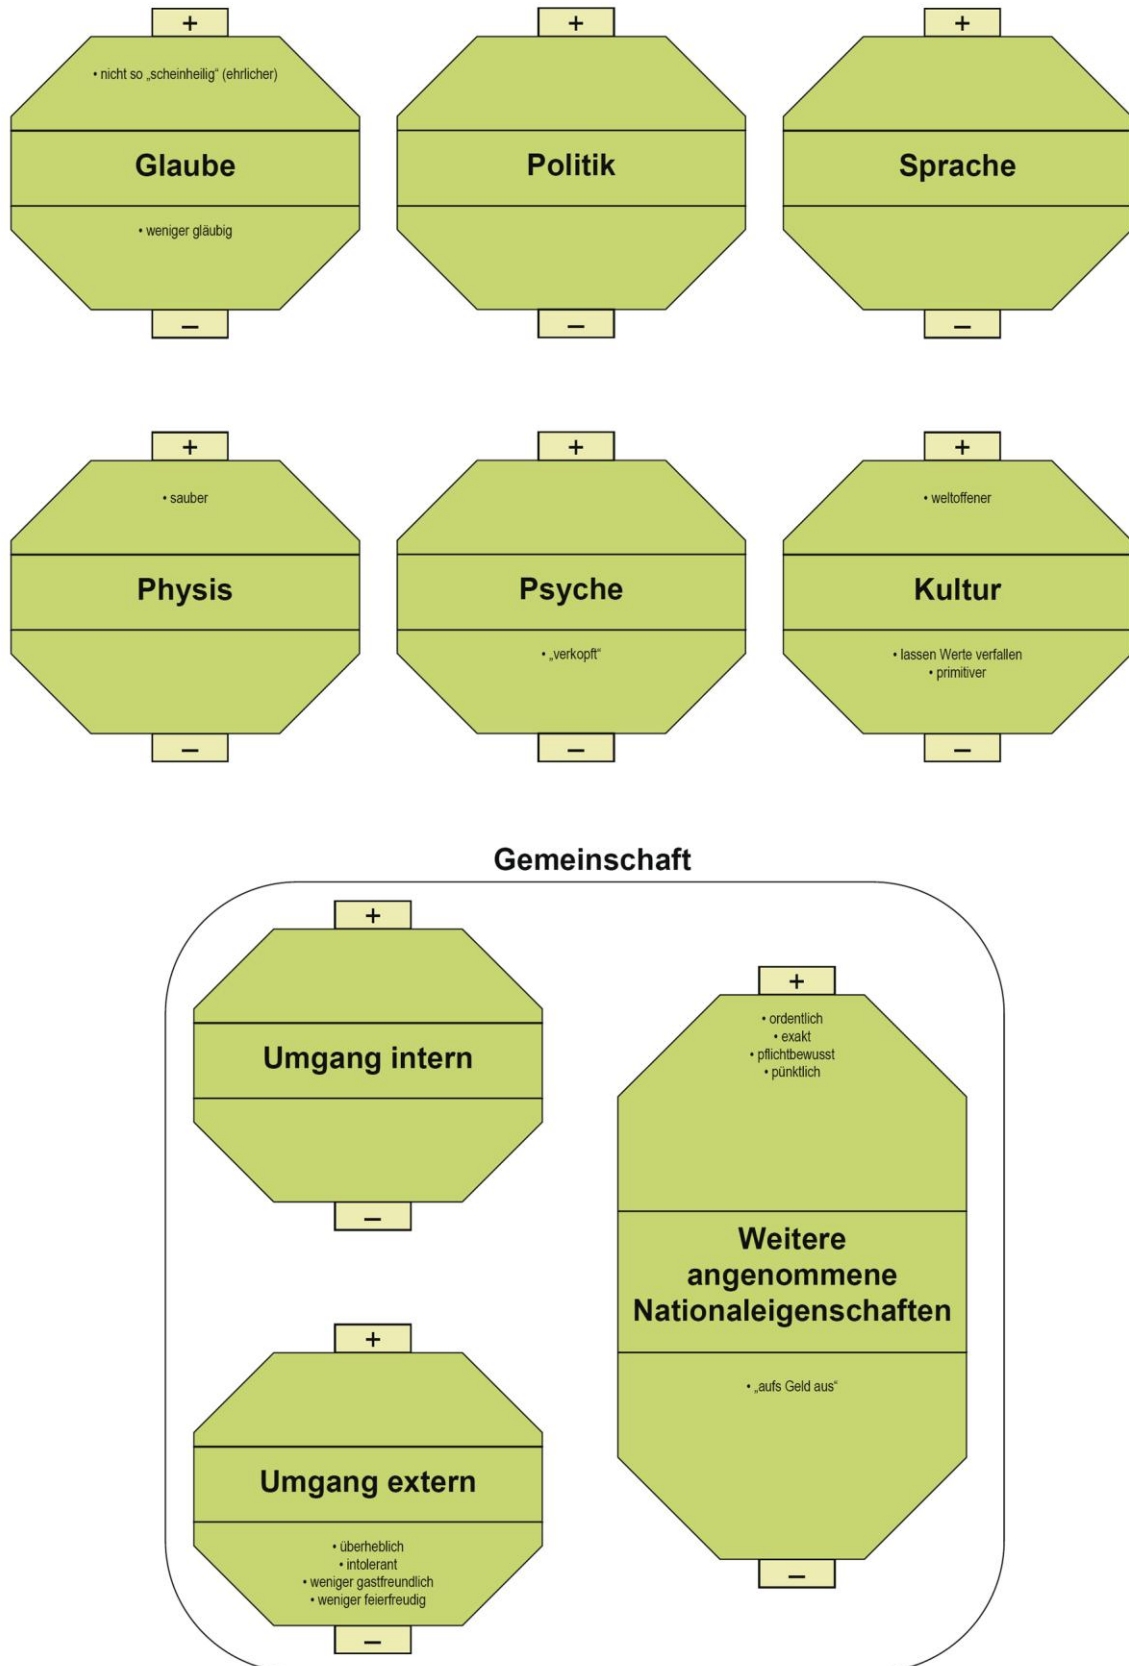 +
• nicht so „scheinheilig“ (ehrlicher)
Glaube
• weniger gläubig
–
+
Politik
–
+
Sprache
–
+
• sauber
Physis
–
+
Psyche
• „verkopft“
–
+
• weltoffener
Kultur
• lassen Werte verfallen
• primitiver
–
Gemeinschaft
+
Umgang intern
–
+
Umgang extern
• überheblich
• intolerant
• weniger gastfreundlich
• weniger feierfreudig
–
+
• ordentlich
• exakt
• pflichtbewusst
• pünktlich
Weitere
angenommene
Nationaleigenschaften
• „aufs Geld aus“
–